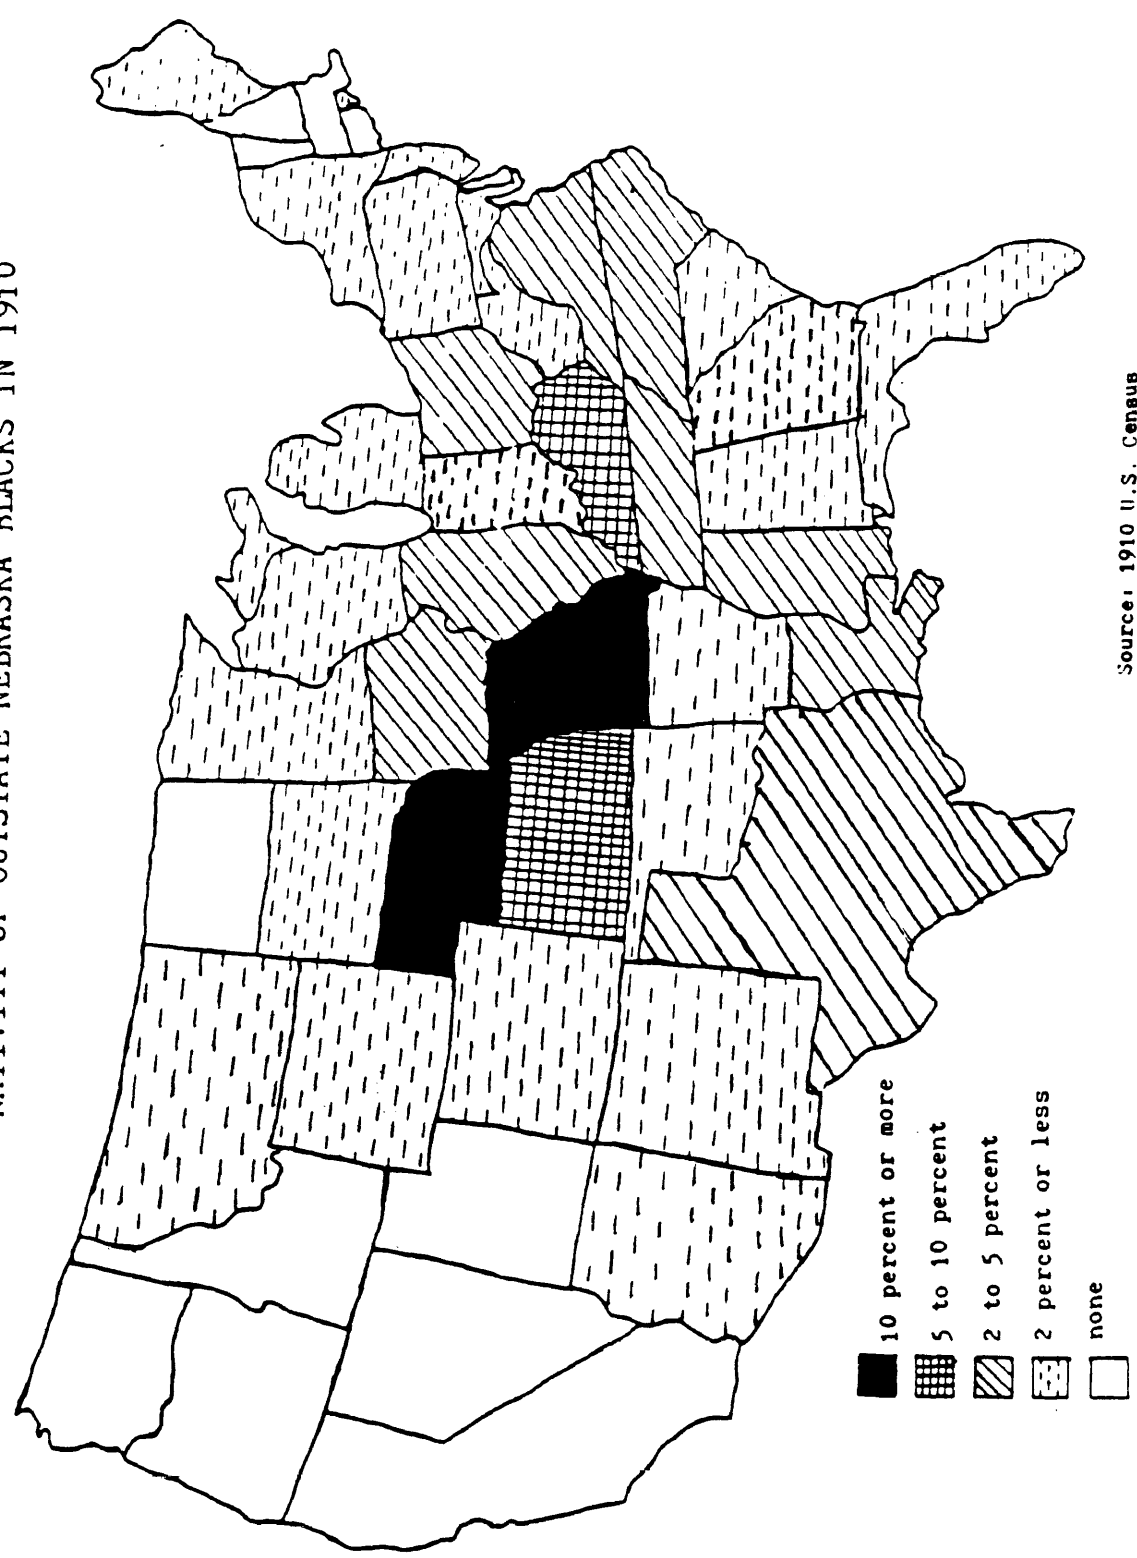 OF OUTSTATE NEBRASKA BLACKS IN 1910
10 percent or more
5 to 10 percent
2 to 5 percent
2 percent or less
none
Source: 1910 U.S. Census